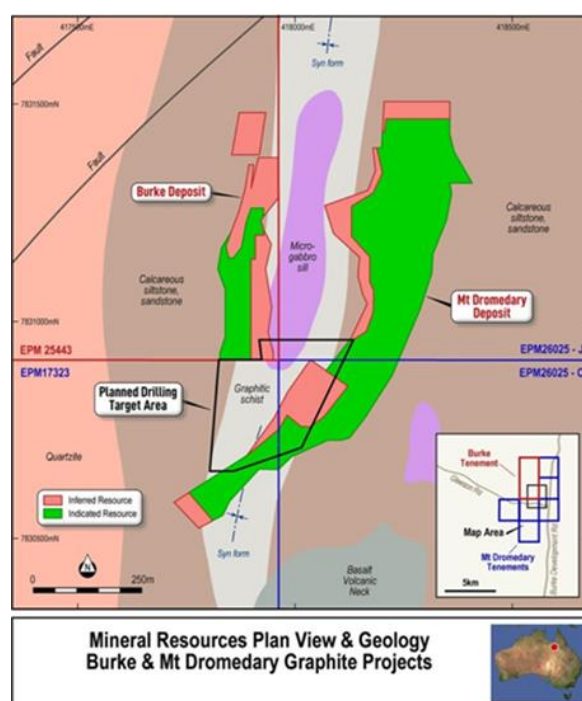 417500mE
418000mE
418500mE
Fault
Syn form
7831500mN
Fault
Burke Deposit
Calcareous
siltstone,
sandstone
Micro-
gabbro
sill
Calcareous
siltstone,
sandstone
Mt Dromedary
Deposit
7831000mN
EPM 25443
EPM26025 - J
EPM17323
EPM26025 -
Planned Drilling
Target Area
Graphitic
schist
Quartzite
Inferred Resource
Indicated Resource
7830500mN
Syn form
N
0
250m
Basalt
Volcanic
Neck
Burke
Tenement
Map Area
Mt Dromedary
Tenements
Burke Development Rd
5km
Mineral Resources Plan View & Geology
Burke & Mt Dromedary Graphite Projects